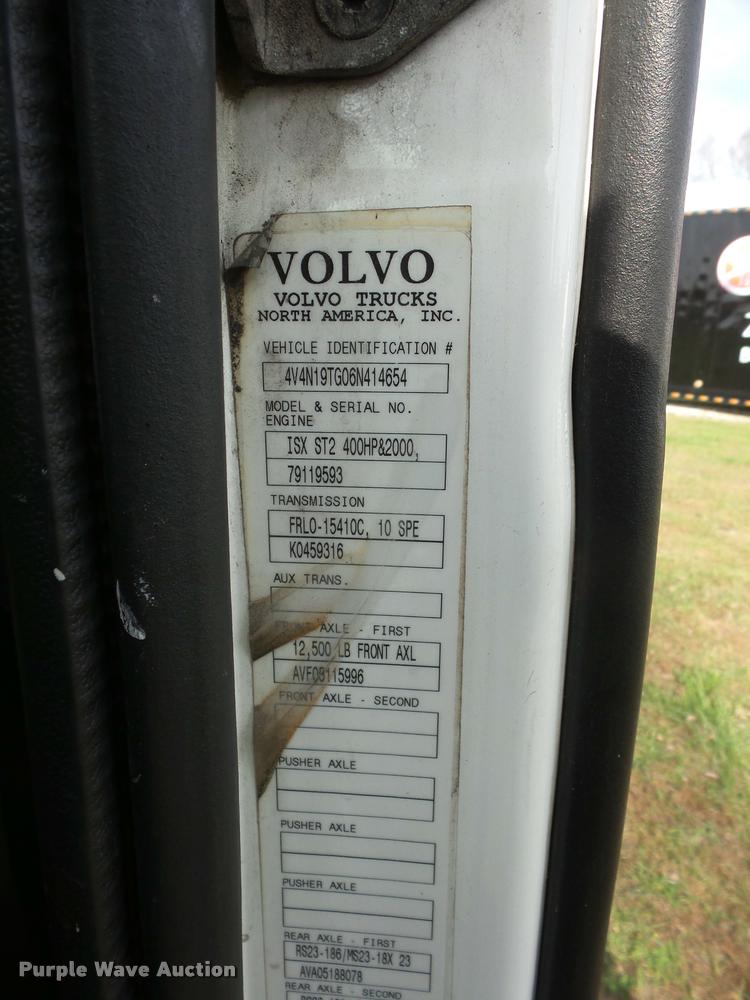 VOLVO
VOLVO TRUCKS
NORTH AMERICA, INC.
VEHICLE IDENTIFICATION #
4V4N19TG06N414654
MODEL & SERIAL NO.
ENGINE
ISX ST2 400HP&2000,
79119593
TRANSMISSION
FRLO-15410C, 10 SPE
K0459316
AUX TRANS.
FRONT AXLE - FIRST
12,500 LB FRONT AXL
AVF05115996
FRONT AXLE - SECOND
PUSHER AXLE
PUSHER AXLE
PUSHER AXLE
REAR AXLE - FIRST
RS23-186/MS23-18X 23
AVA05188078
REAR AXLE - SECOND
Purple Wave Auction